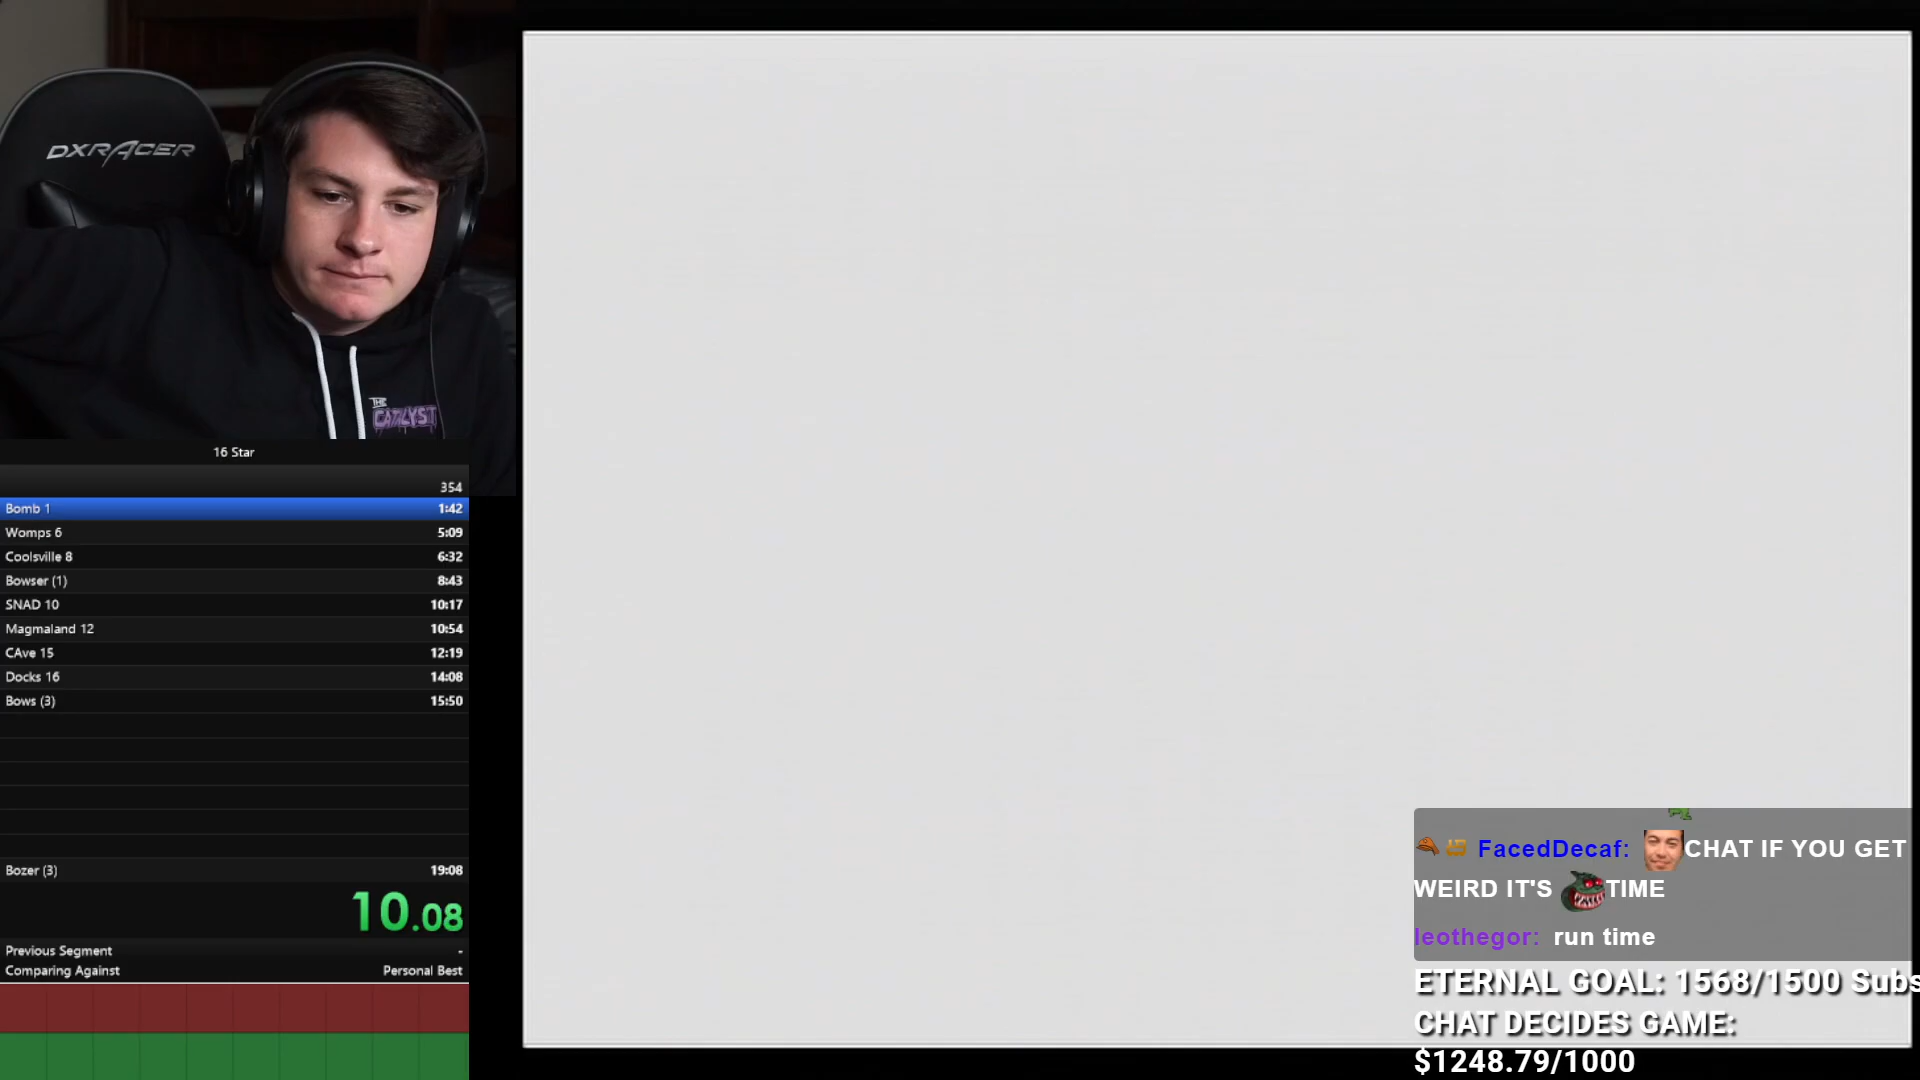 DXRACER
THE
CATALYST
16 Star
354
Bomb 1 1:42
Womps 6 5:09
Coolsville 8 6:32
Bowser (1) 8:43
SNAD 10 10:17
Magmaland 12 10:54
CAve 15 12:19
Docks 16 14:08
Bows (3) 15:50
Bozer (3) 19:08
10.08
Previous Segment -
Comparing Against Personal Best
FacedDecaf: CHAT IF YOU GET
WEIRD IT'S TIME
leothegor: run time
ETERNAL GOAL: 1568/1500 Subs
CHAT DECIDES GAME:
$1248.79/1000